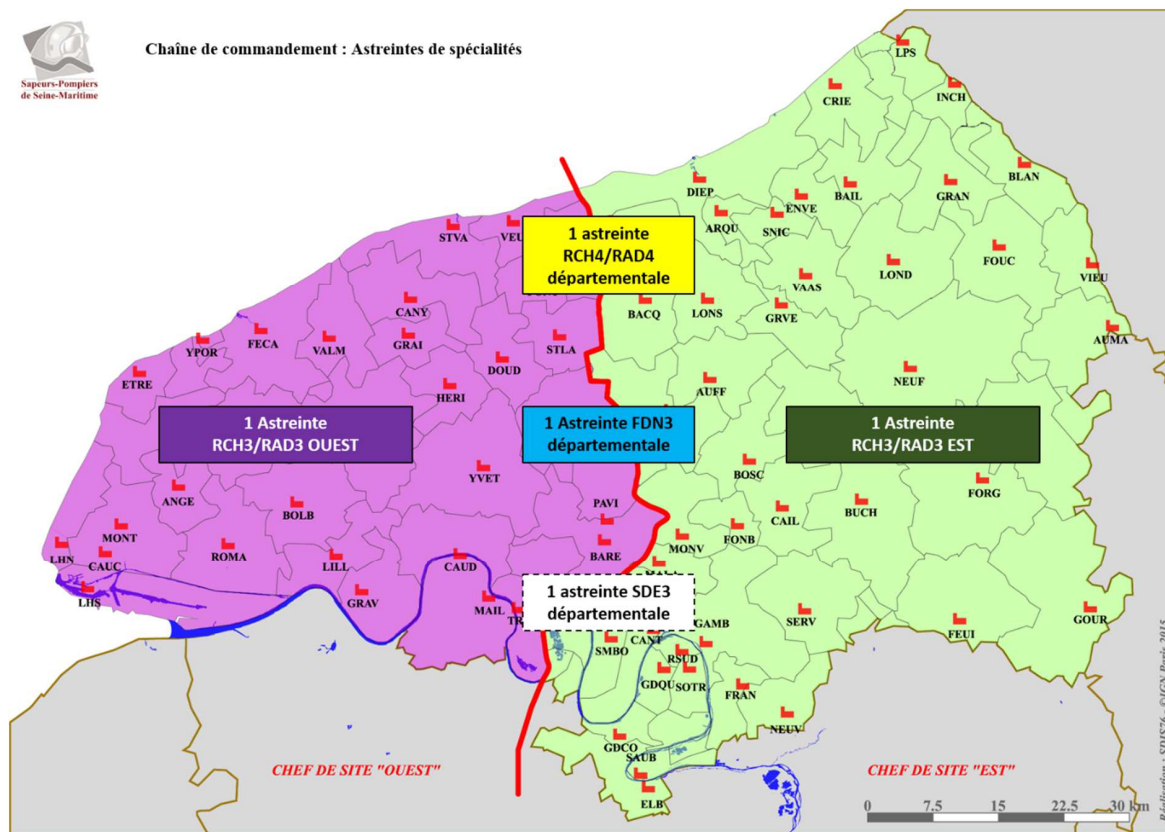 Chaîne de commandement : Astreintes de spécialités
Sapeurs-Pompiers
de Seine-Maritime
LPS
CRIE
INCH
BLAN
DIEP
BAIL
GRAN
ENVE
ARQU
SNIC
STVA
VEU
1 astreinte
RCH4/RAD4
départementale
FOUC
LOND
VIEU
VAAS
CANY
BACQ
LONS
GRVE
AUMA
YPOR
FECA
VALM
GRAI
STLA
DOUD
ETRE
NEUF
AUFF
HERI
1 Astreinte
RCH3/RAD3 OUEST
1 Astreinte FDN3
départementale
1 Astreinte
RCH3/RAD3 EST
YVET
BOSC
FORG
ANGE
BOLB
PAVI
CAIL
BUCH
MONT
FONB
MONV
BARE
LHN
CAUC
ROMA
LILL
CAUD
LHS
GRAV
MAIL
1 astreinte SDE3
départementale
SERV
GOUR
FEUI
GAMB
SMBO
CANT
RSUD
GDQU
SOTR
FRAN
NEUV
GDCO
SAUB
ELB
CHEF DE SITE "OUEST"
CHEF DE SITE "EST"
0 7.5 15 22.5 30 km
Réalisation : SDIS76 - ©IGN Paris 2015